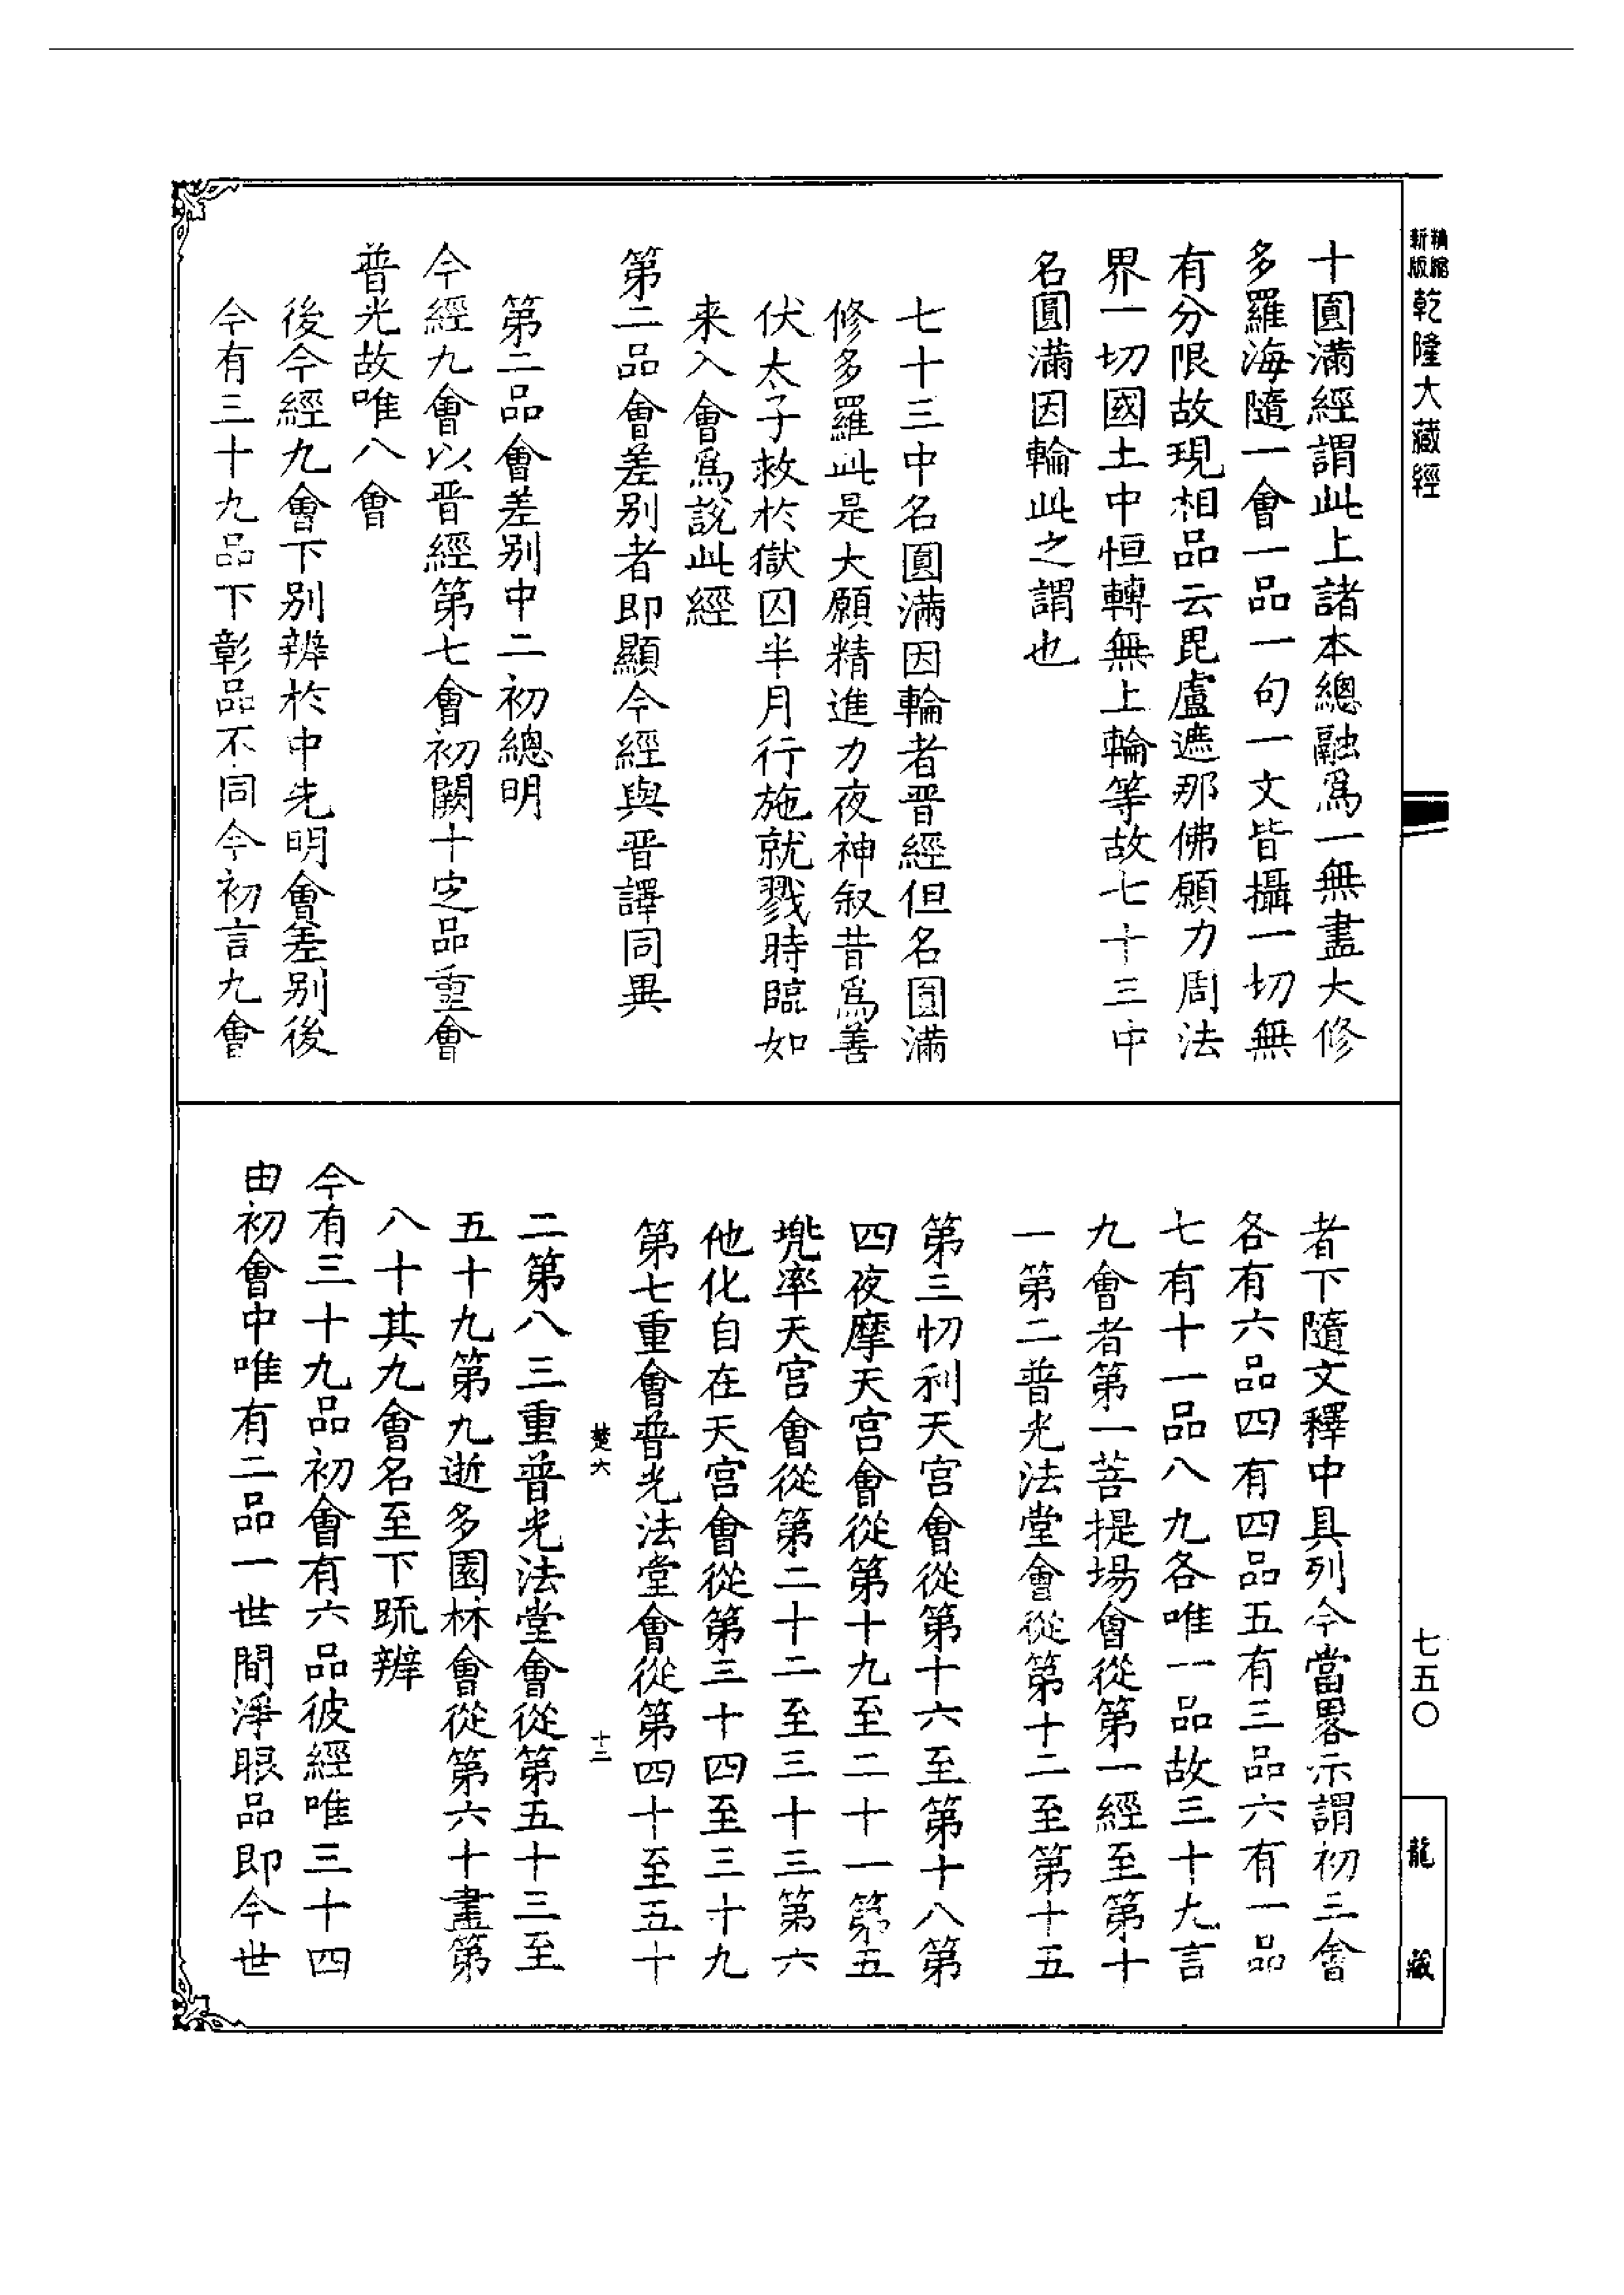 精縮
新版
乾隆大藏經
十圓滿經謂此上諸本總融爲一無盡大修
多羅海隨一會一品一句一文皆攝一切無
有分限故現相品云毘盧遮那佛願力周法
界一切國土中恒轉無上輪等故七十三中
名圓滿因輪此之謂也
七十三中名圓滿因輪者晋經但名圓滿
修多羅此是大願精進力夜神叙昔爲善
伏太子救於獄囚半月行施就戮時臨如
来入會爲說此經
第二品會差别者即顯今經與晋譯同異
第二品會差别中二初總明
今經九會以晋經第七會初闕十定品重會
普光故唯八會
後今經九會下别辨於中先明會差别後
今有三十九品下彰品不同今初言九會
七五〇
龍藏
者下隨文釋中具列今當畧示謂初三會
各有六品四有四品五有三品六有一品
七有十一品八九各唯一品故三十九言
九會者第一菩提場會從第一經至第十
一第二普光法堂會從第十二至第十五
第三忉利天宮會從第十六至第十八第
四夜摩天宮會從第十九至二十一第五
兠率天宮會從第二十二至三十三第六
他化自在天宮會從第三十四至三十九
第七重會普光法堂會從第四十至五十
楚六
十三
二第八三重普光法堂會從第五十三至
五十九第九逝多園林會從第六十盡第
八十其九會名至下䟽辨
今有三十九品初會有六品彼經唯三十四
由初會中唯有二品一世間淨眼品即今世